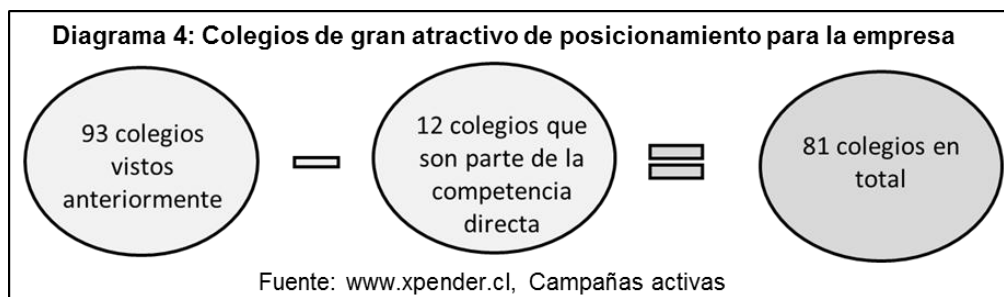 Diagrama 4: Colegios de gran atractivo de posicionamiento para la empresa
93 colegios
vistos
anteriormente
12 colegios que
son parte de la
competencia
directa
81 colegios en
total
Fuente: www.xpender.cl, Campañas activas